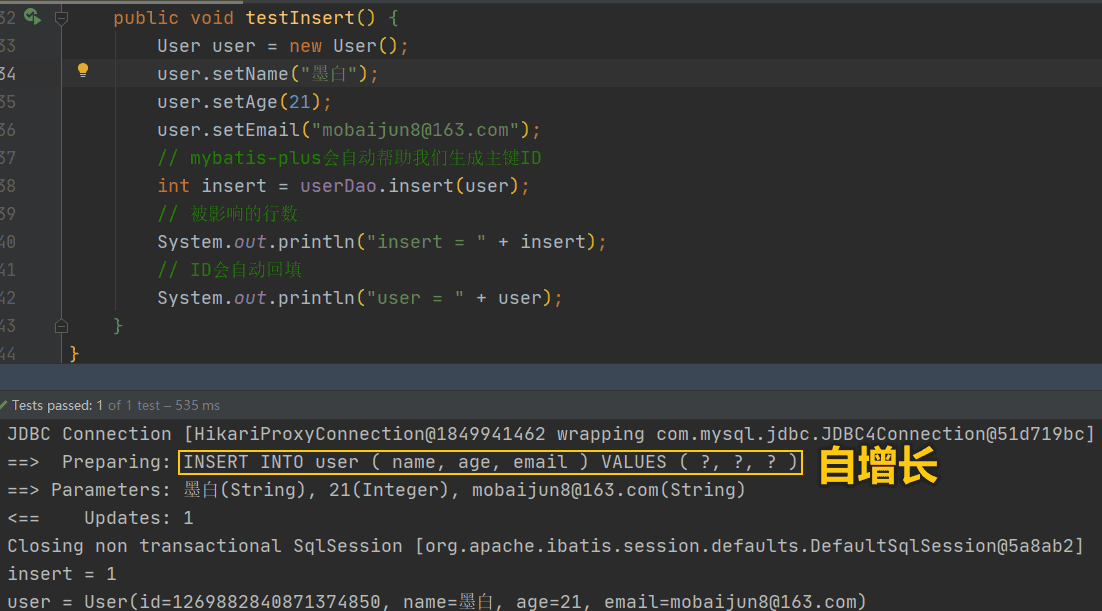 32 public void testInsert() {
33 User user = new User();
34 user.setName("墨白");
35 user.setAge(21);
36 user.setEmail("mobaijun8@163.com");
37 // mybatis-plus会自动帮助我们生成主键ID
38 int insert = userDao.insert(user);
39 // 被影响的行数
40 System.out.println("insert = " + insert);
41 // ID会自动回填
42 System.out.println("user = " + user);
43 }
44 }
Tests passed: 1 of 1 test – 535 ms
JDBC Connection [HikariProxyConnection@1849941462 wrapping com.mysql.jdbc.JDBC4Connection@51d719bc]
==>  Preparing: INSERT INTO user ( name, age, email ) VALUES ( ?, ?, ? ) 自增长
==> Parameters: 墨白(String), 21(Integer), mobaijun8@163.com(String)
<==    Updates: 1
Closing non transactional SqlSession [org.apache.ibatis.session.defaults.DefaultSqlSession@5a8ab2]
insert = 1
user = User(id=1269882840871374850, name=墨白, age=21, email=mobaijun8@163.com)